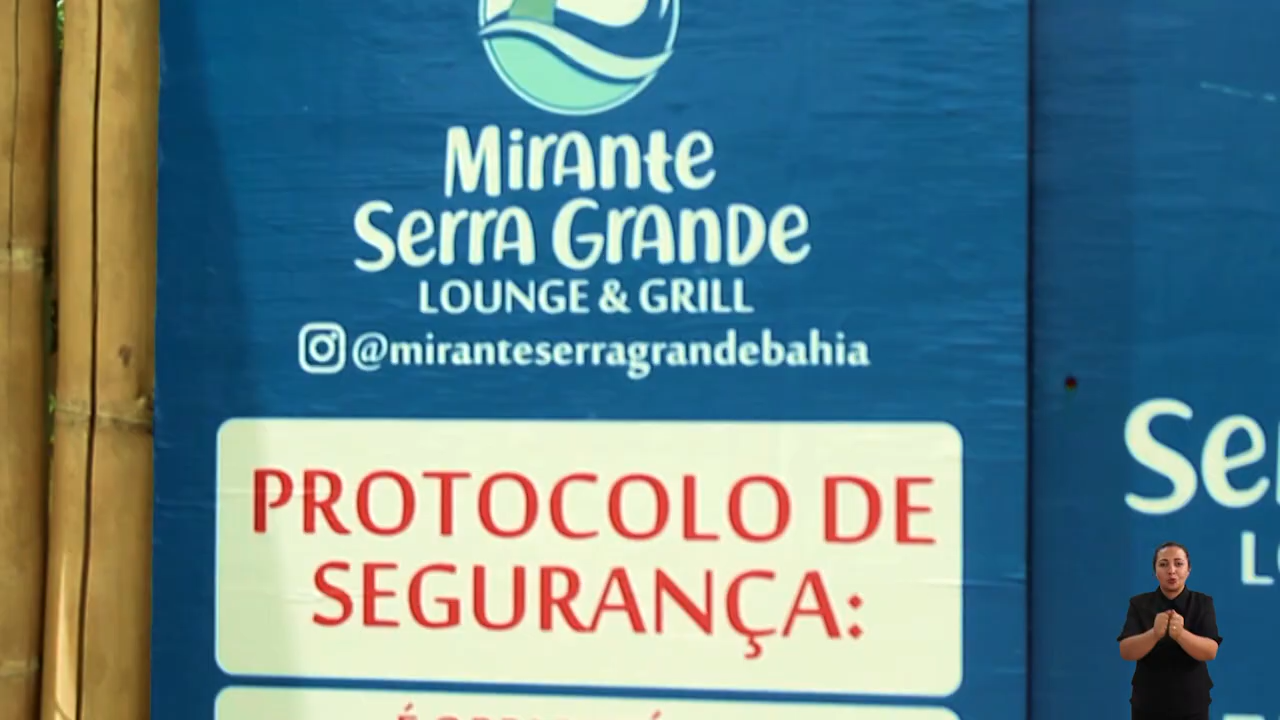 Mirante
Serra Grande
LOUNGE & GRILL
@miranteserragrandebahia
PROTOCOLO DE
SEGURANÇA: